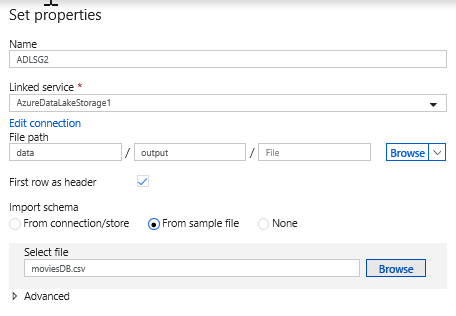 Set properties
Name
ADLSG2
Linked service *
AzureDataLakeStorage1
Edit connection
File path
data / output / File Browse
First row as header
Import schema
From connection/store From sample file None
Select file
moviesDB.csv Browse
Advanced